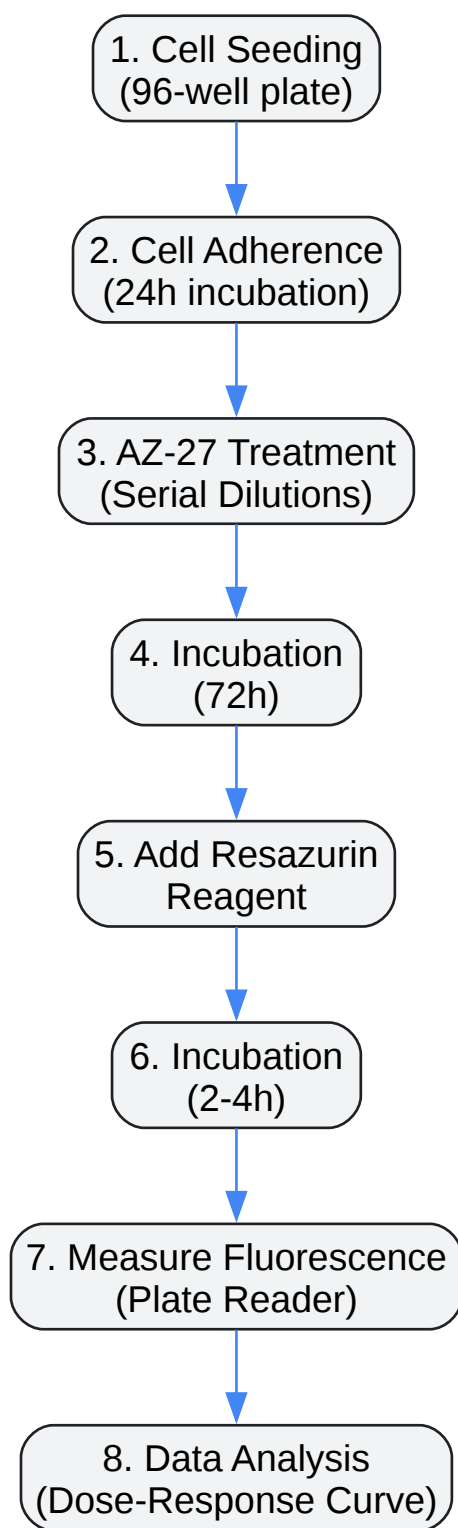 1. Cell Seeding
(96-well plate)
2. Cell Adherence
(24h incubation)
3. AZ-27 Treatment
(Serial Dilutions)
4. Incubation
(72h)
5. Add Resazurin
Reagent
6. Incubation
(2-4h)
7. Measure Fluorescence
(Plate Reader)
8. Data Analysis
(Dose-Response Curve)